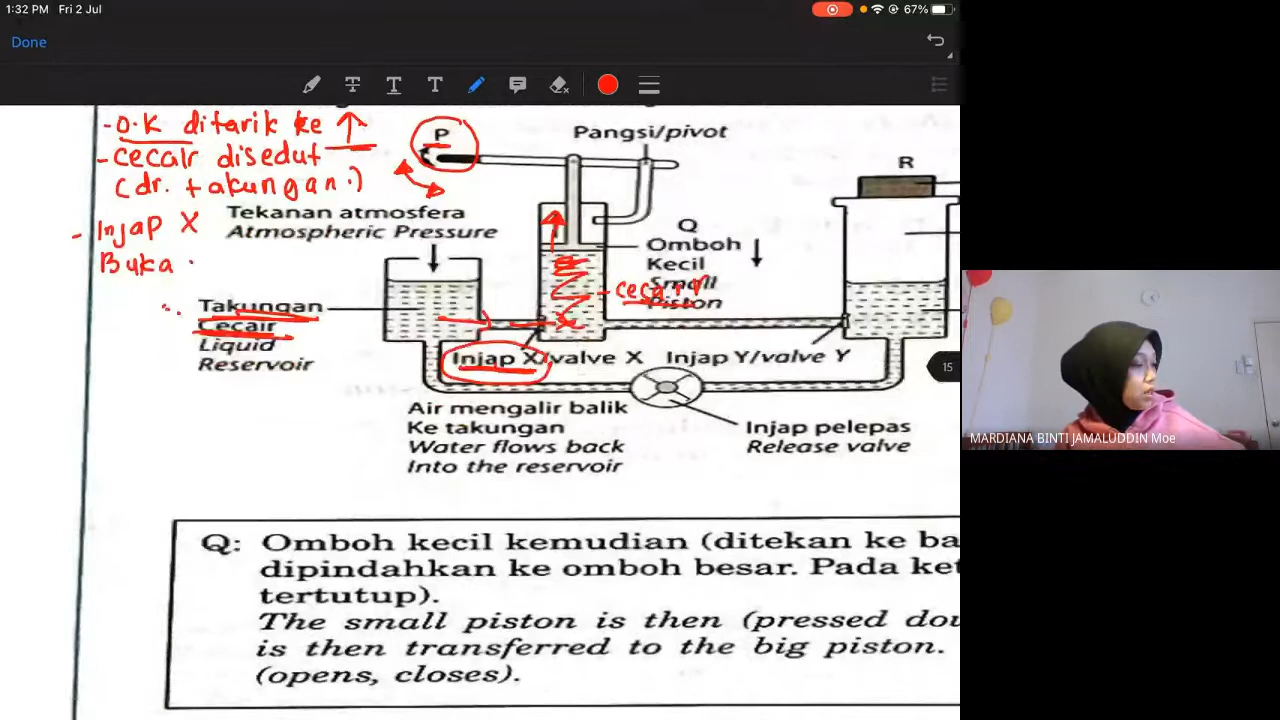 1:32 PM Fri 2 Jul
67%
Done
- O.K ditarik ke ↑
- cecair disedut
(dr. takungan.)
- Injap X
Buka
P
Pangsi/pivot
R
Tekanan atmosfera
Atmospheric Pressure
Q
Omboh
Kecil
Small
Piston
cecair
Takungan
Cecair
Liquid
Reservoir
Injap X/valve X
Injap Y/valve Y
15
Air mengalir balik
Ke takungan
Water flows back
Into the reservoir
Injap pelepas
Release valve
MARDIANA BINTI JAMALUDDIN Moe
Q: Omboh kecil kemudian (ditekan ke ba
dipindahkan ke omboh besar. Pada ket
tertutup).
The small piston is then (pressed dou
is then transferred to the big piston.
(opens, closes).